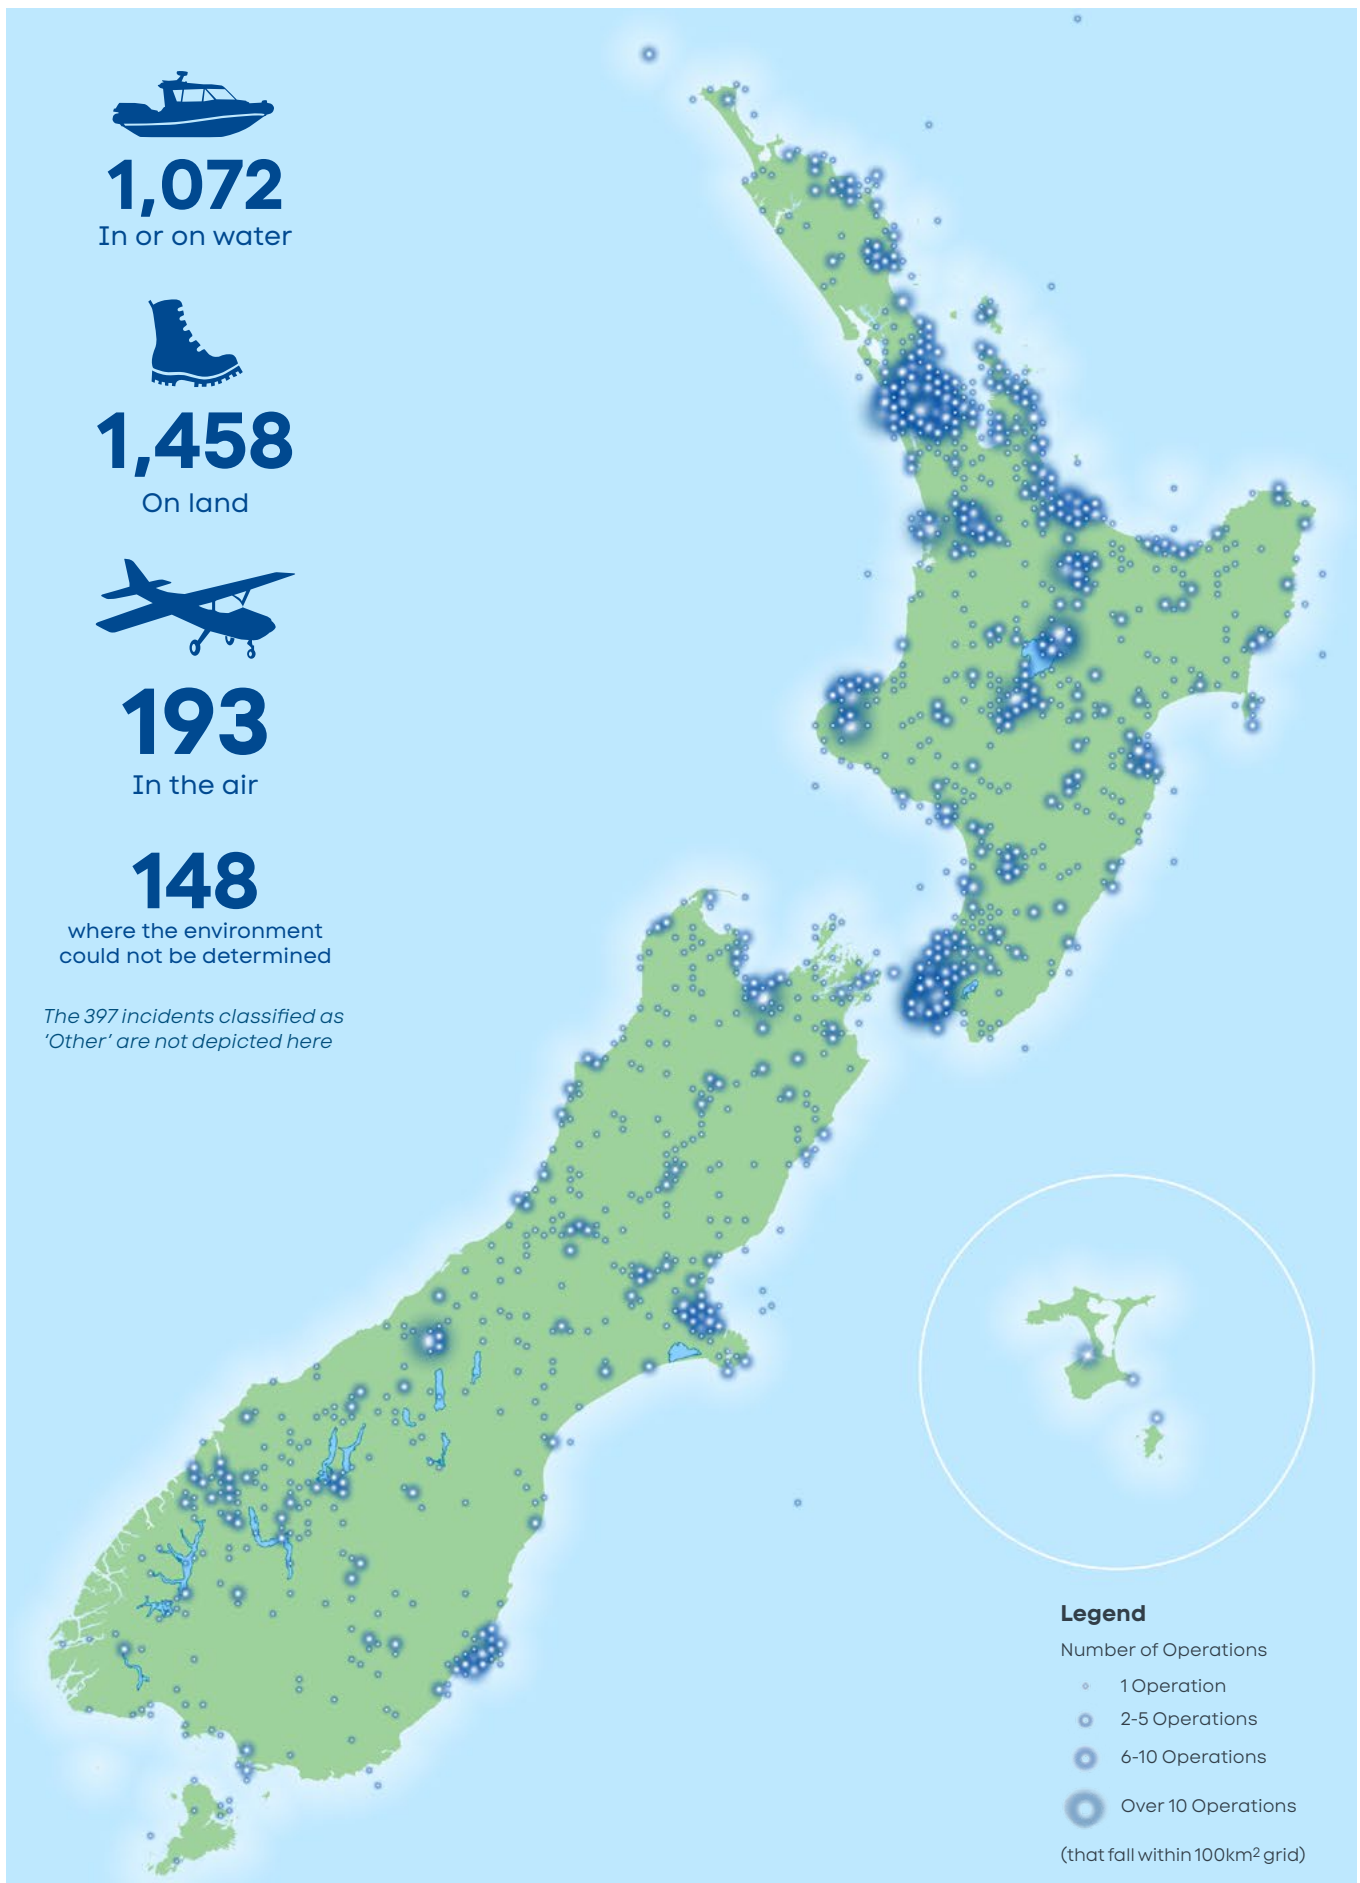 1,072
In or on water
1,458
On land
193
In the air
148
where the environment
could not be determined
The 397 incidents classified as
‘Other’ are not depicted here
Legend
Number of Operations
1 Operation
2-5 Operations
6-10 Operations
Over 10 Operations
(that fall within 100km² grid)